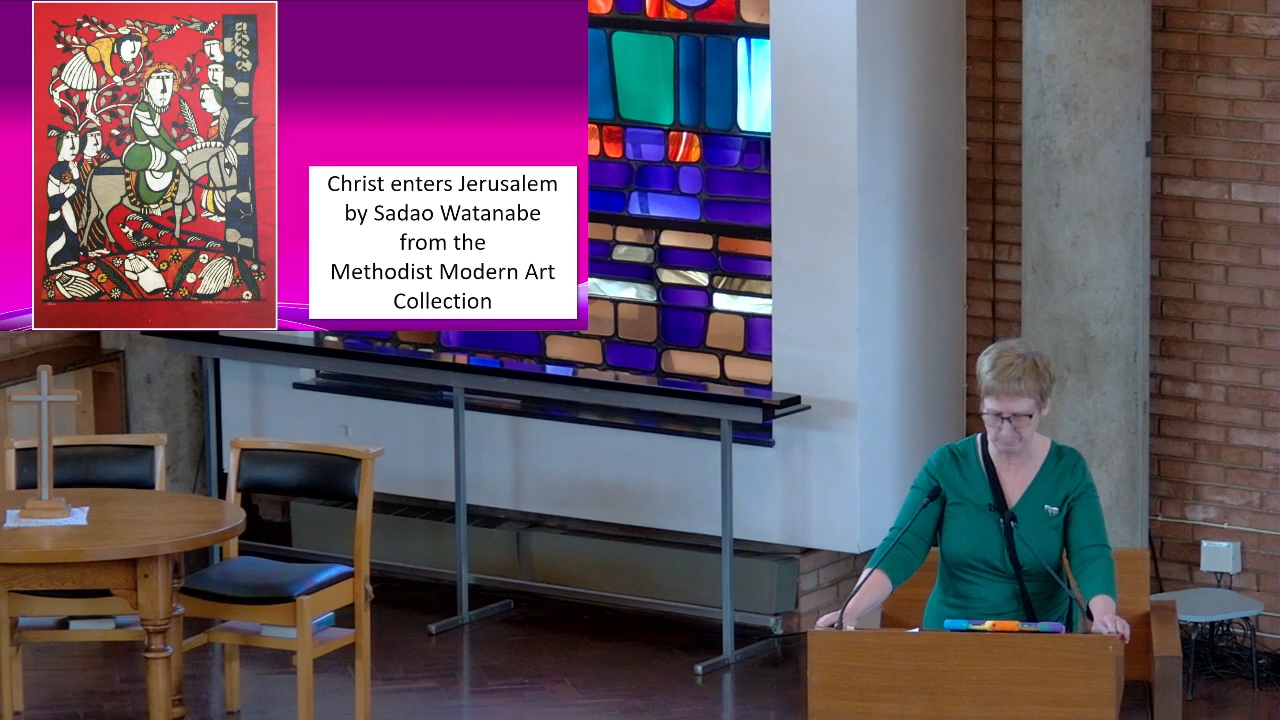 Christ enters Jerusalem
by Sadao Watanabe
from the
Methodist Modern Art
Collection